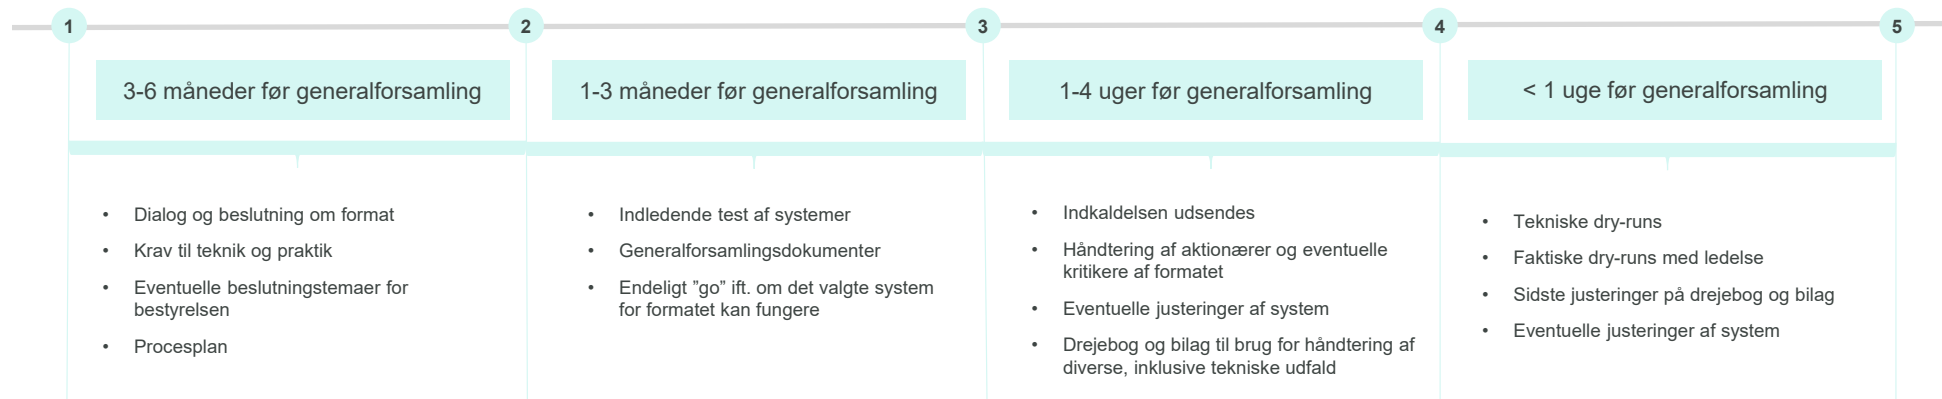 1
2
3
4
5
3-6 måneder før generalforsamling
• Dialog og beslutning om format
• Krav til teknik og praktik
• Eventuelle beslutningstemaer for
bestyrelsen
• Procesplan
1-3 måneder før generalforsamling
• Indledende test af systemer
• Generalforsamlingsdokumenter
• Endeligt ”go” ift. om det valgte system
for formatet kan fungere
1-4 uger før generalforsamling
• Indkaldelsen udsendes
• Håndtering af aktionærer og eventuelle
kritikere af formatet
• Eventuelle justeringer af system
• Drejebog og bilag til brug for håndtering af
diverse, inklusive tekniske udfald
< 1 uge før generalforsamling
• Tekniske dry-runs
• Faktiske dry-runs med ledelse
• Sidste justeringer på drejebog og bilag
• Eventuelle justeringer af system